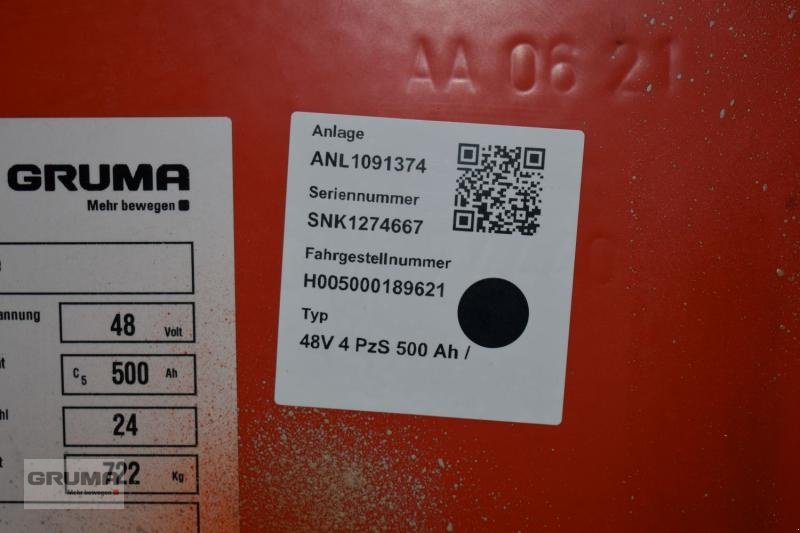 AA 06 21
GRUMA
Mehr bewegen
annung 48 Volt
C5 500 Ah
24
722 Kg
Anlage
ANL1091374
Seriennummer
SNK1274667
Fahrgestellnummer
H005000189621
Typ
48V 4 PzS 500 Ah /
GRUMA
Mehr bewegen